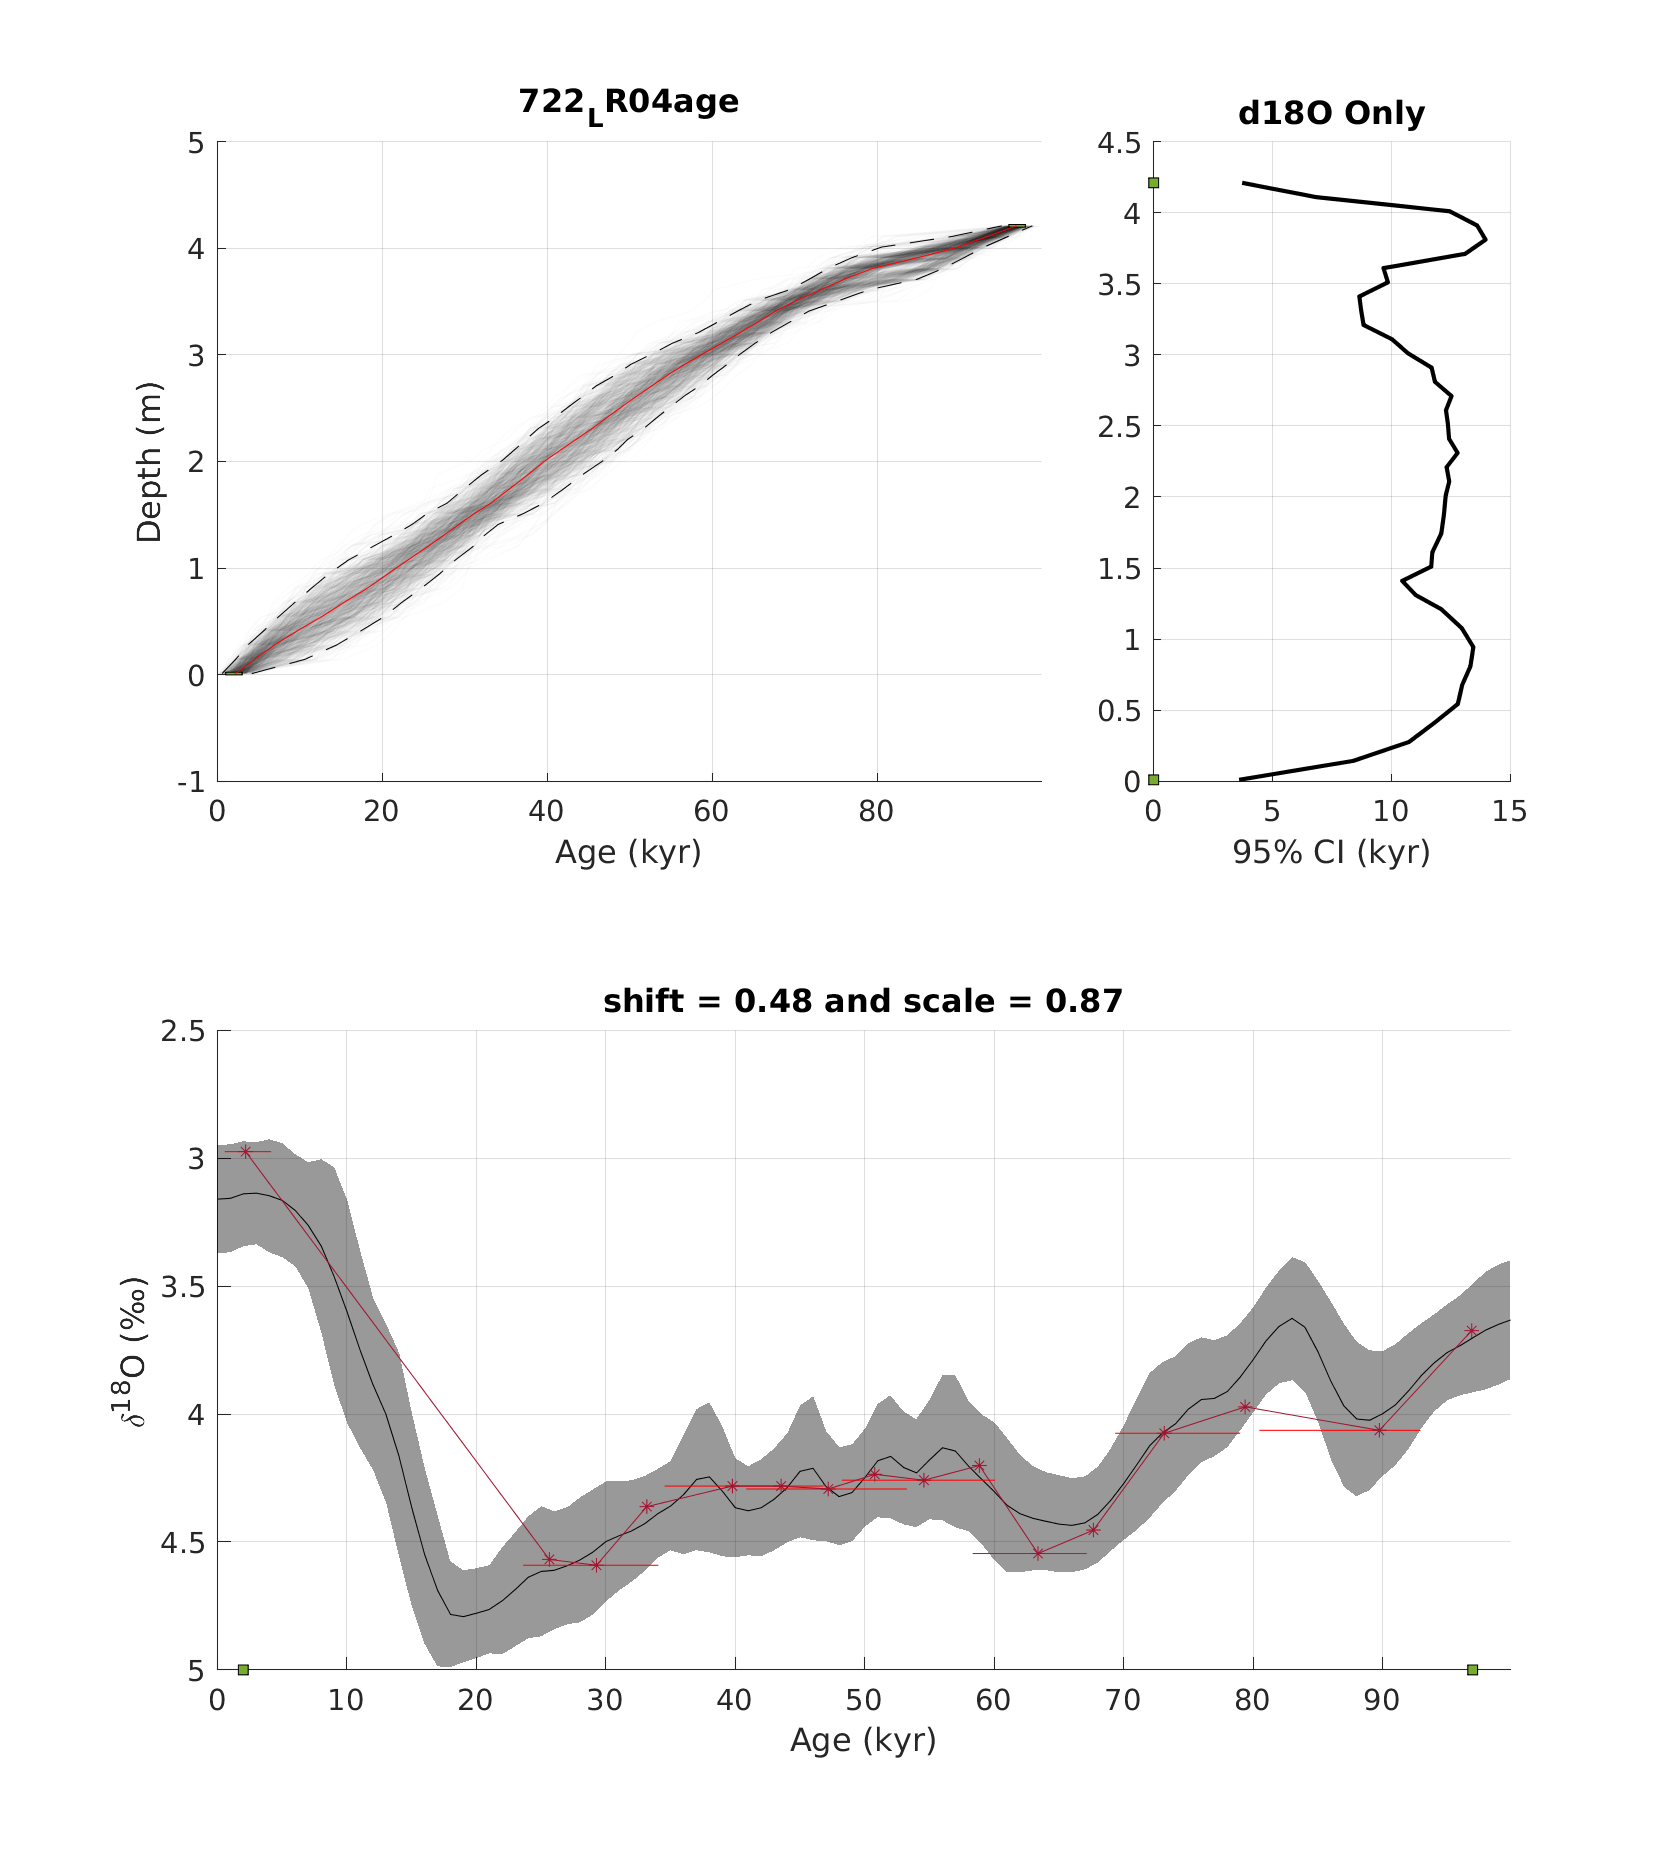 722LR04age
5
4
3
2
1
0
-1
Depth (m)
0 20 40 60 80
Age (kyr)
d18O Only
4.5
4
3.5
3
2.5
2
1.5
1
0.5
0
0 5 10 15
95% CI (kyr)
shift = 0.48 and scale = 0.87
2.5
3
3.5
4
4.5
5
δ18O (‰)
0 10 20 30 40 50 60 70 80 90
Age (kyr)